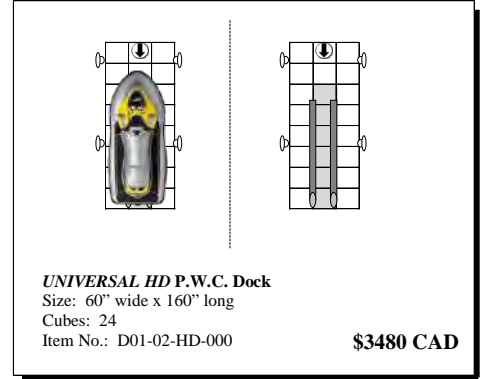 UNIVERSAL HD P.W.C. Dock
Size: 60” wide x 160” long
Cubes: 24
Item No.: D01-02-HD-000
$3480 CAD